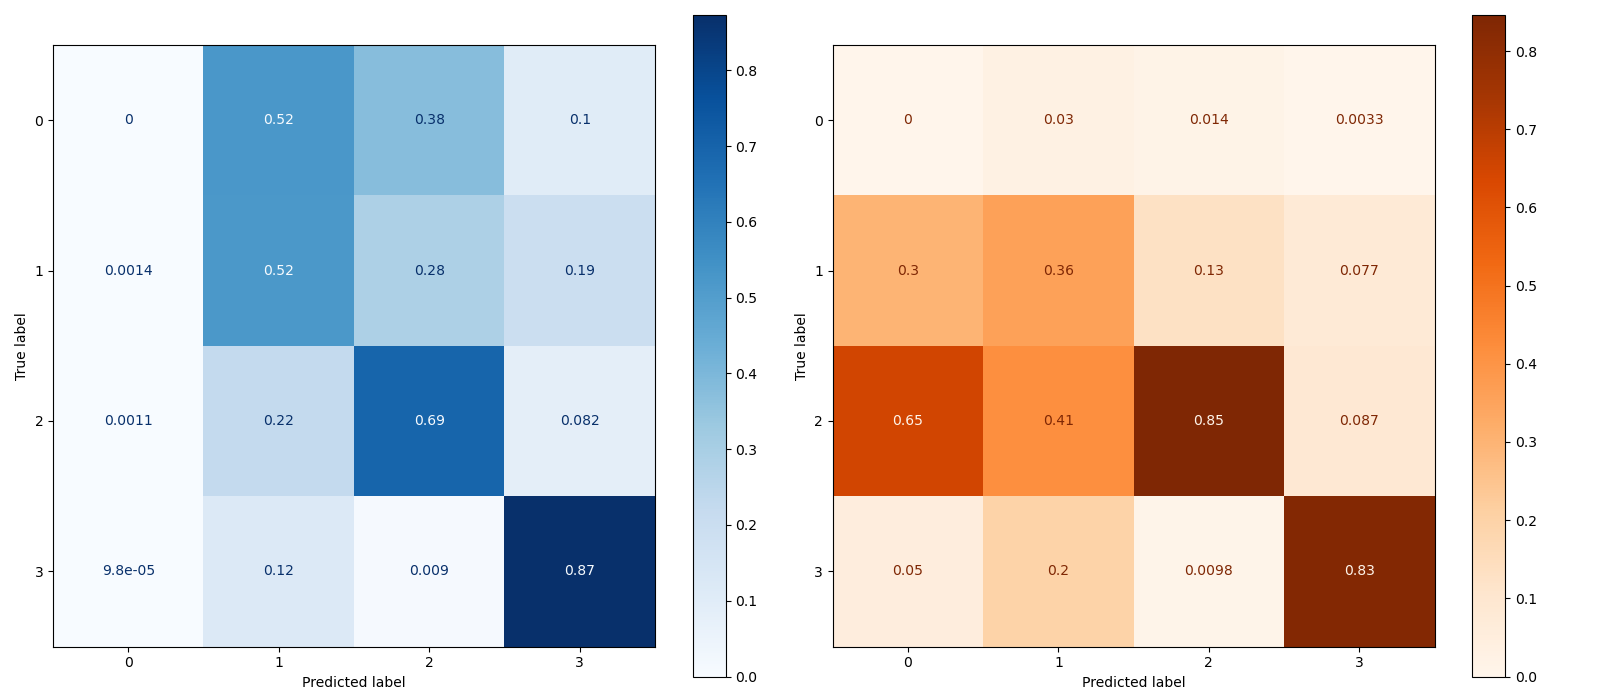 0 0.52 0.38 0.1
1 0.0014 0.52 0.28 0.19
2 0.0011 0.22 0.69 0.082
3 9.8e-05 0.12 0.009 0.87
0 1 2 3
Predicted label
True label
0.8
0.7
0.6
0.5
0.4
0.3
0.2
0.1
0.0
0 0 0.03 0.014 0.0033
1 0.3 0.36 0.13 0.077
2 0.65 0.41 0.85 0.087
3 0.05 0.2 0.0098 0.83
0 1 2 3
Predicted label
True label
0.8
0.7
0.6
0.5
0.4
0.3
0.2
0.1
0.0